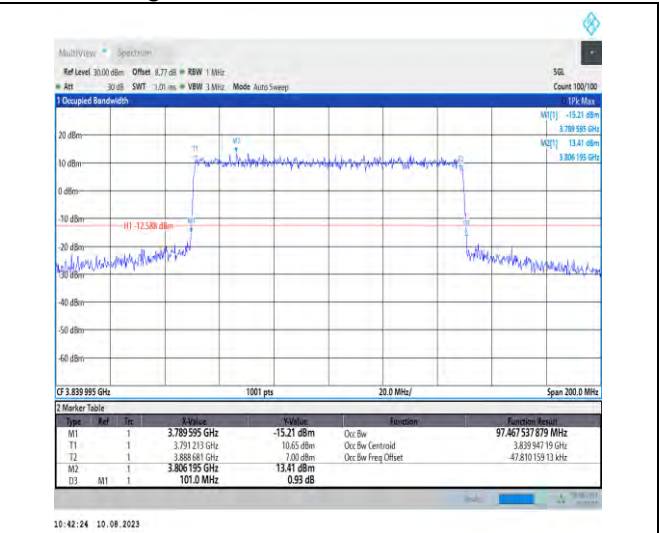 MultiView Spectrum
Ref Level 30.00 dBm Offset 8.77 dB RBW 1 MHz SGL
Att 30 dB SWT 1.01 ms VBW 3 MHz Mode Auto Sweep Count 100/100
1 Occupied Bandwidth 1Pk Max
M1[1] -15.21 dBm
3.789 595 GHz
M2[1] 13.41 dBm
3.806 195 GHz
20 dBm
M2
T1
10 dBm
0 dBm
-10 dBm
H1 -12.588 dBm
-20 dBm
-30 dBm
-40 dBm
-50 dBm
-60 dBm
CF 3.839 995 GHz 1001 pts 20.0 MHz/ Span 200.0 MHz
2 Marker Table
Type Ref Trc X-Value Y-Value Function Function Result
M1 1 3.789 595 GHz -15.21 dBm Occ Bw 97.467 537 879 MHz
T1 1 3.791 213 GHz 10.65 dBm Occ Bw Centroid 3.839 947 19 GHz
T2 1 3.888 681 GHz 7.00 dBm Occ Bw Freq Offset -47.810 159 13 kHz
M2 1 3.806 195 GHz 13.41 dBm
D3 M1 1 101.0 MHz 0.93 dB
10:42:24 10.08.2023